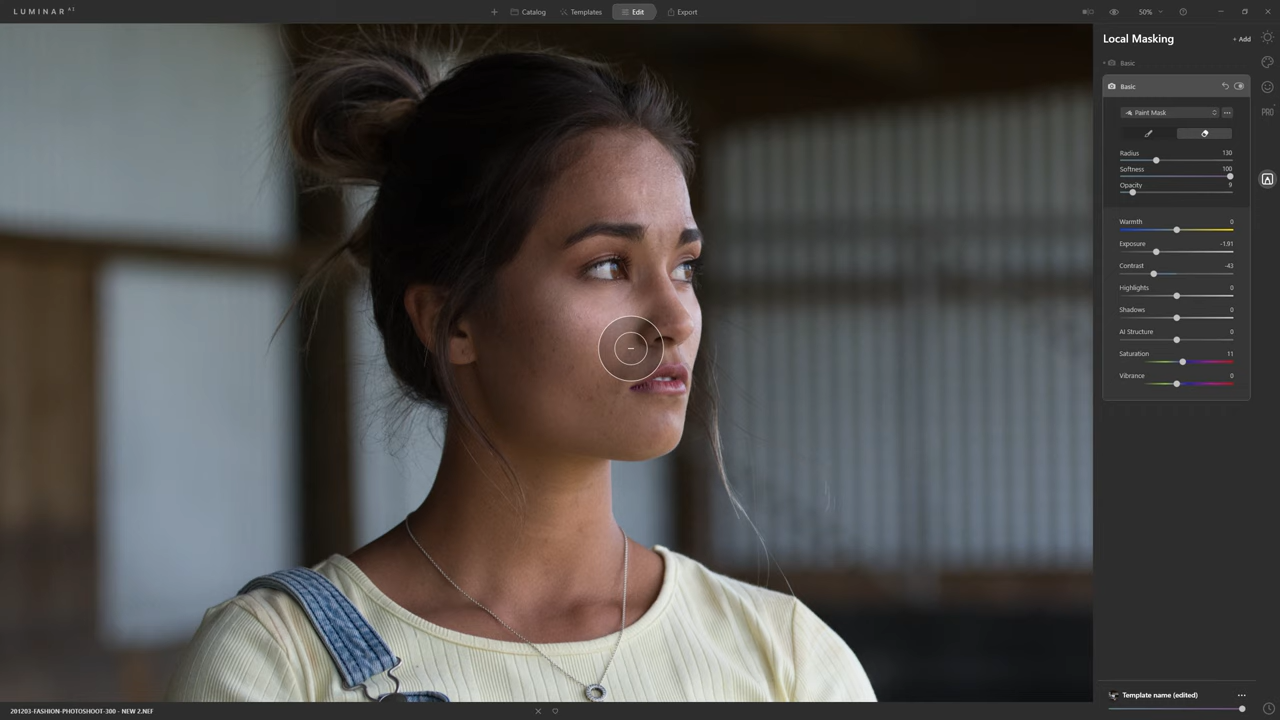 LUMINAR AI
Catalog
Templates
Edit
Export
50%
Local Masking
+ Add
Basic
Basic
Paint Mask
Radius 130
Softness 100
Opacity 9
Warmth 0
Exposure -1.91
Contrast -43
Highlights 0
Shadows 0
AI Structure 0
Saturation 11
Vibrance 0
PRO
Template name (edited)
201203-FASHION-PHOTOSHOOT-300 - NEW 2.NEF